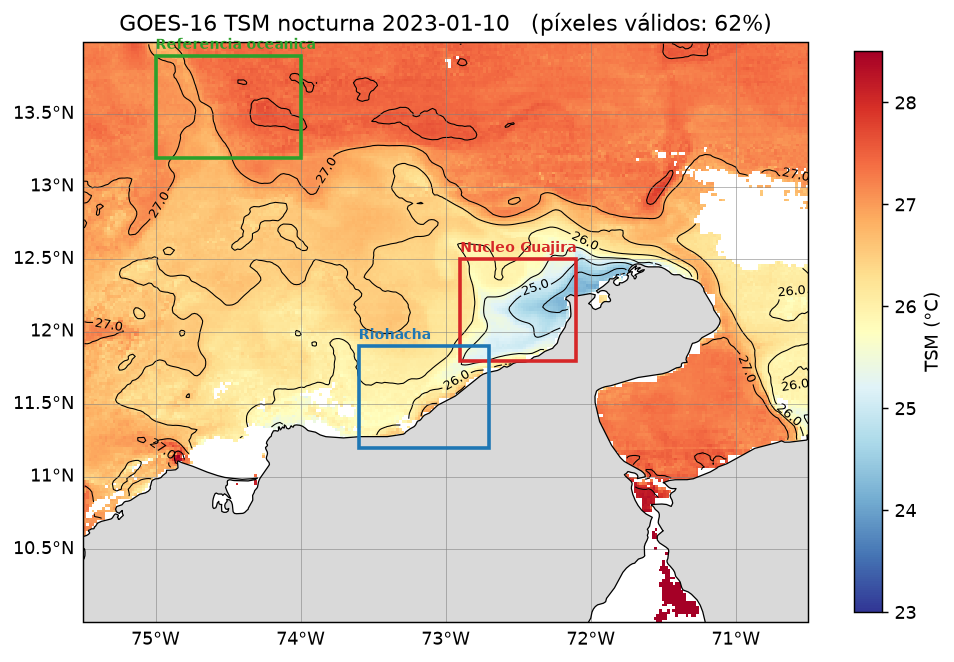 GOES-16 TSM nocturna 2023-01-10 (píxeles válidos: 62%)
Referencia oceanica
13.5°N
13°N
12.5°N
12°N
11.5°N
11°N
10.5°N
75°W
74°W
73°W
72°W
71°W
27.0
27.0
27.0
26.0
Nucleo Guajira
25.0
26.0
27.0
Riohacha
26.0
27.0
26.0
26.0
27.0
28
27
26
25
24
23
TSM (°C)